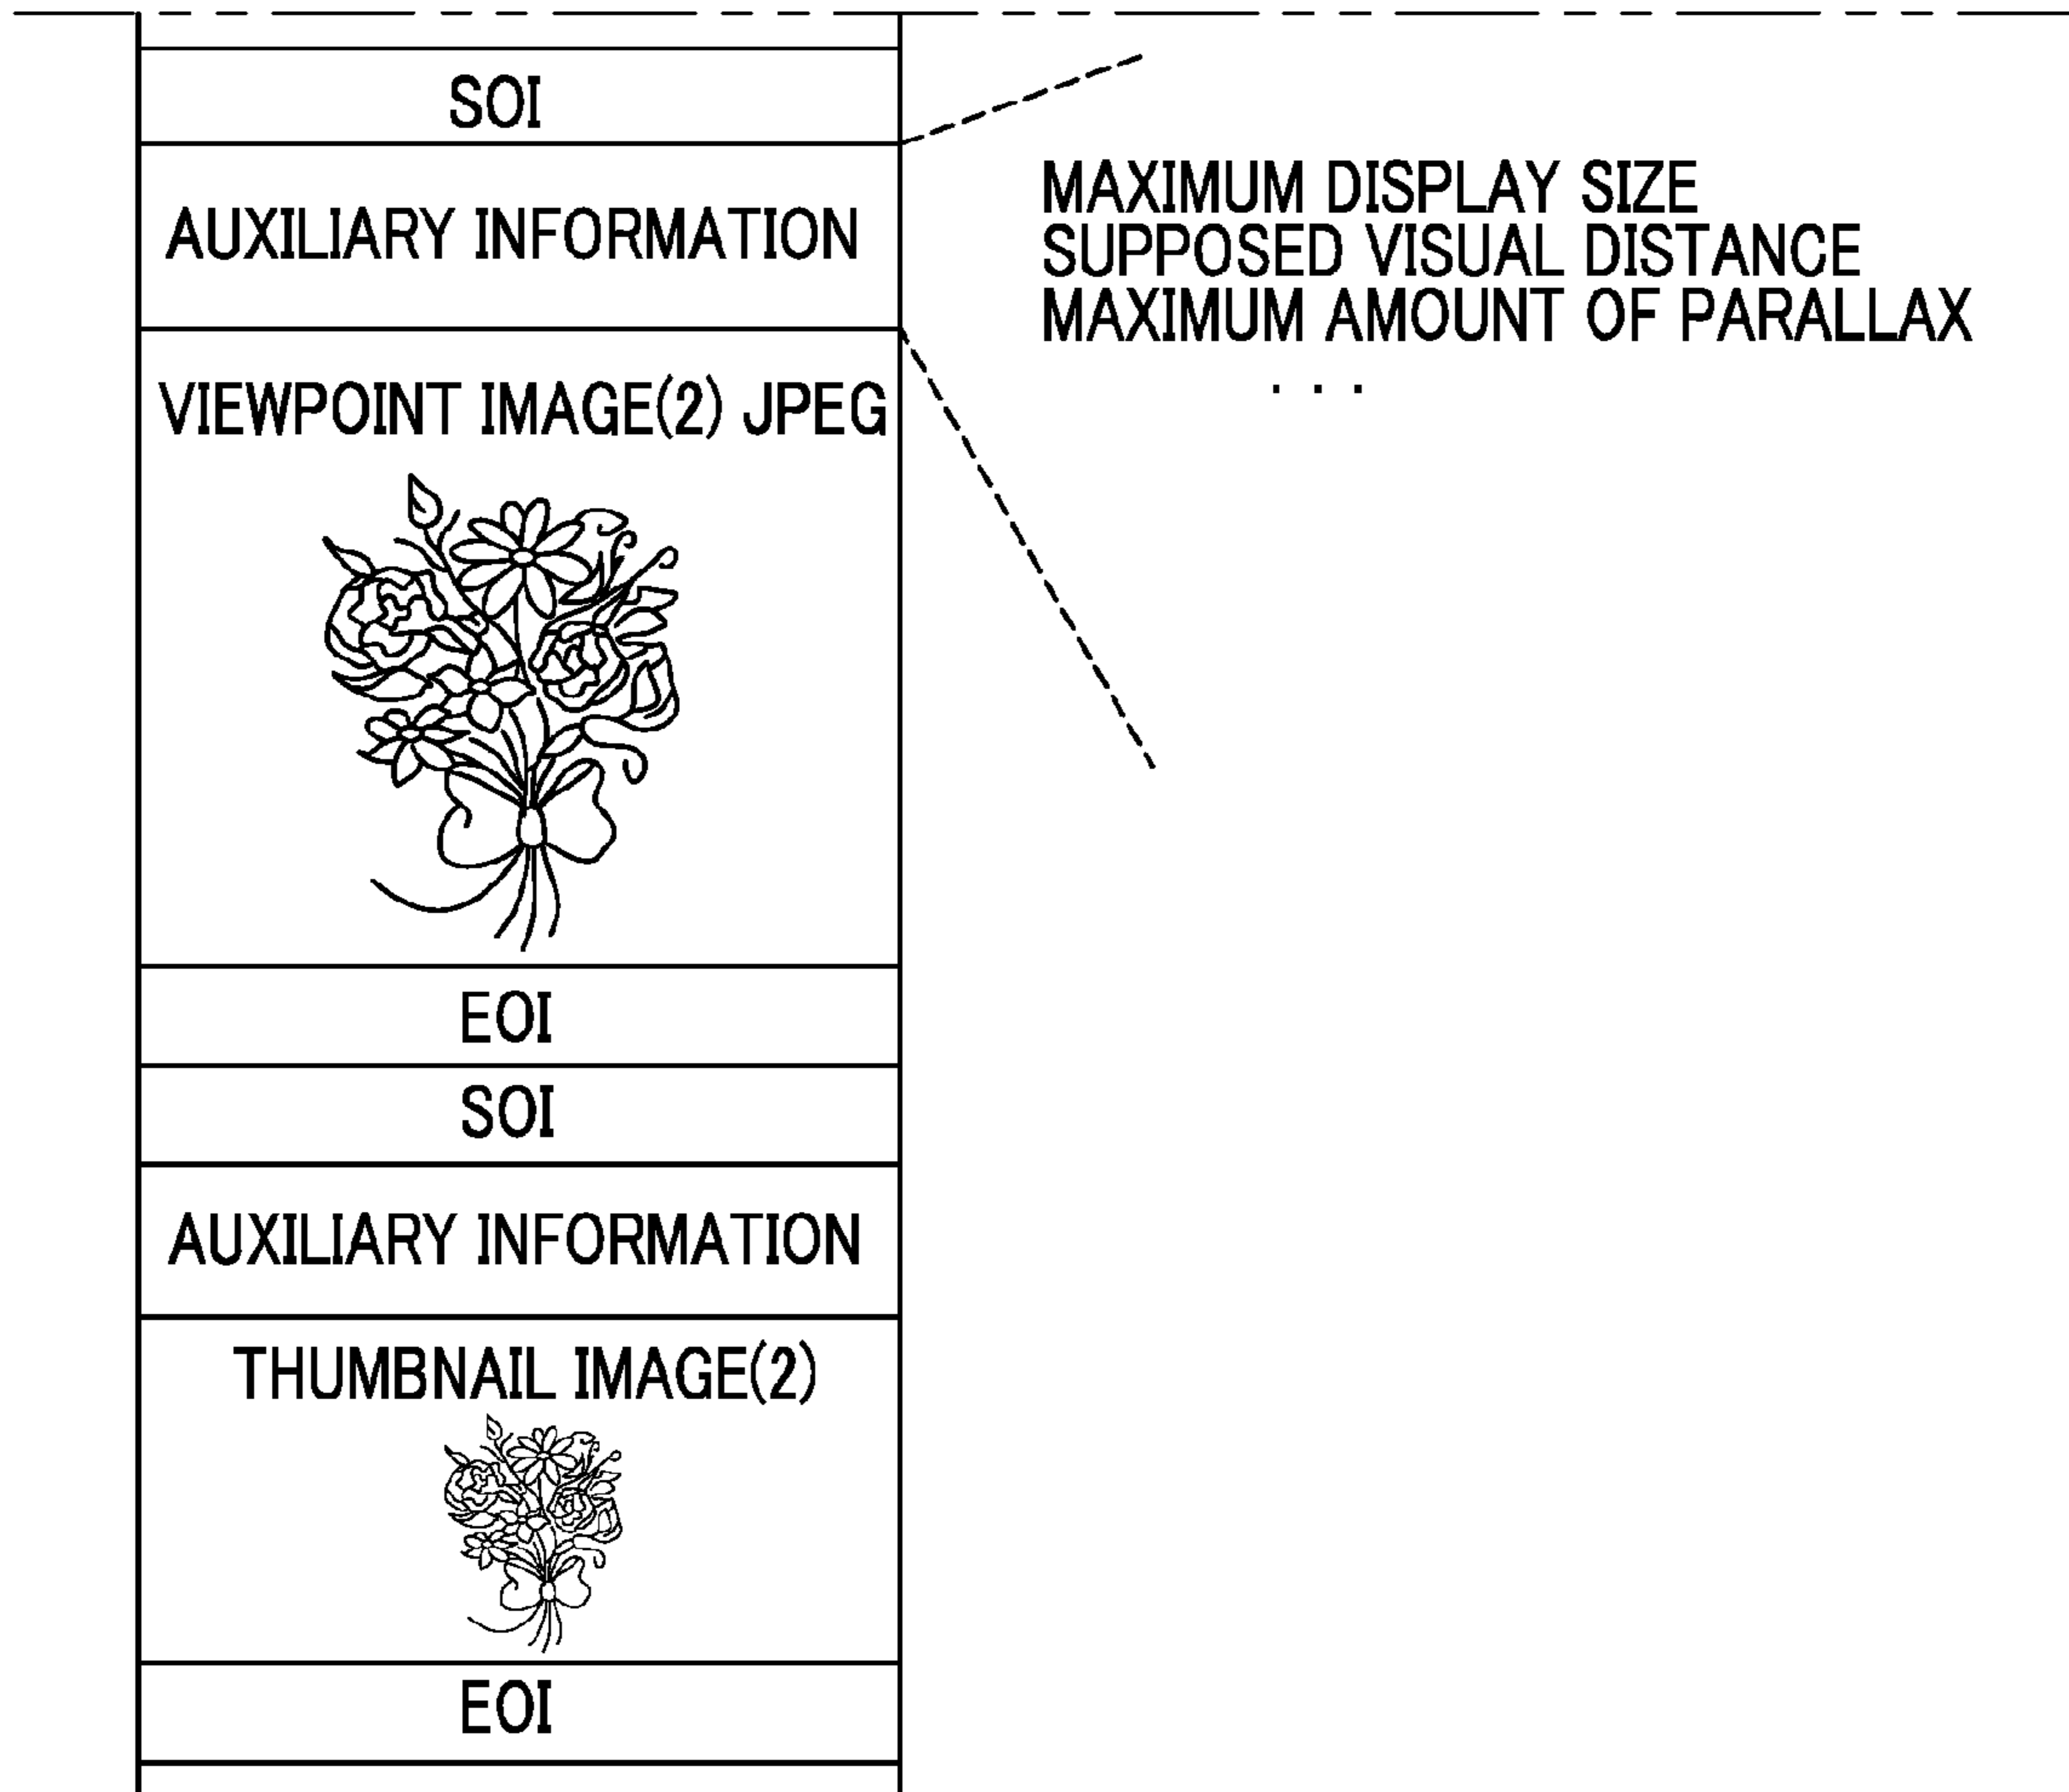 SOI
AUXILIARY INFORMATION
MAXIMUM DISPLAY SIZE
SUPPOSED VISUAL DISTANCE
MAXIMUM AMOUNT OF PARALLAX
. . .
VIEWPOINT IMAGE(2) JPEG
EOI
SOI
AUXILIARY INFORMATION
THUMBNAIL IMAGE(2)
EOI